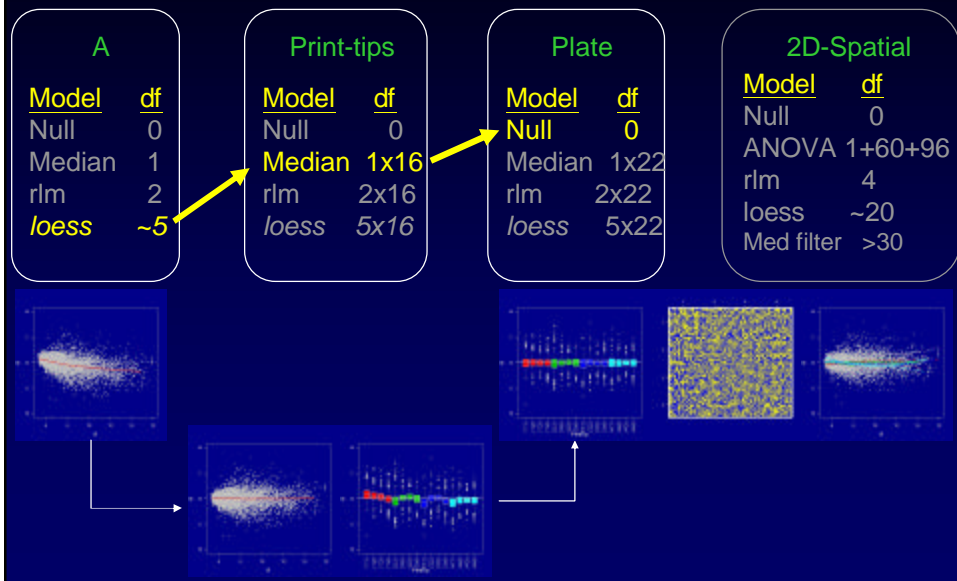 A
Model df
Null 0
Median 1
rlm 2
loess ~5
Print-tips
Model df
Null 0
Median 1x16
rlm 2x16
loess 5x16
Plate
Model df
Null 0
Median 1x22
rlm 2x22
loess 5x22
2D-Spatial
Model df
Null 0
ANOVA 1+60+96
rlm 4
loess ~20
Med filter >30